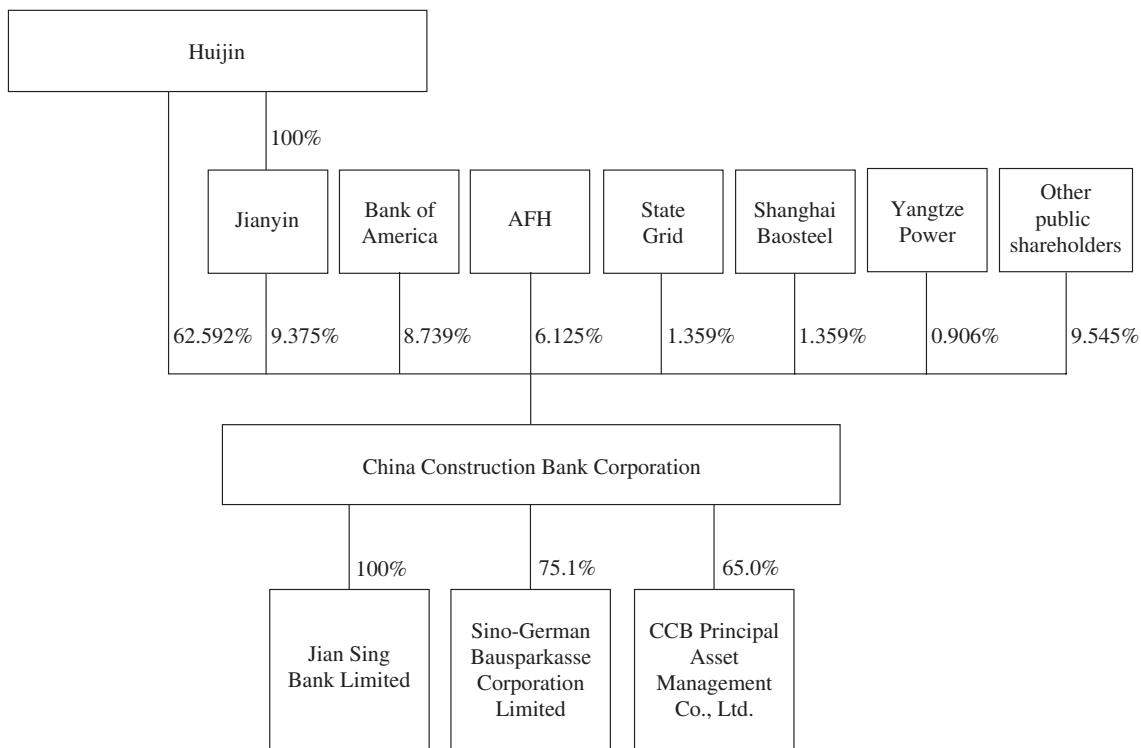 Huijin
100%
Jianyin
Bank of
America
AFH
State
Grid
Shanghai
Baosteel
Yangtze
Power
Other
public
shareholders
62.592%
9.375%
8.739%
6.125%
1.359%
1.359%
0.906%
9.545%
China Construction Bank Corporation
100%
75.1%
65.0%
Jian Sing
Bank Limited
Sino-German
Bausparkasse
Corporation
Limited
CCB Principal
Asset
Management
Co., Ltd.